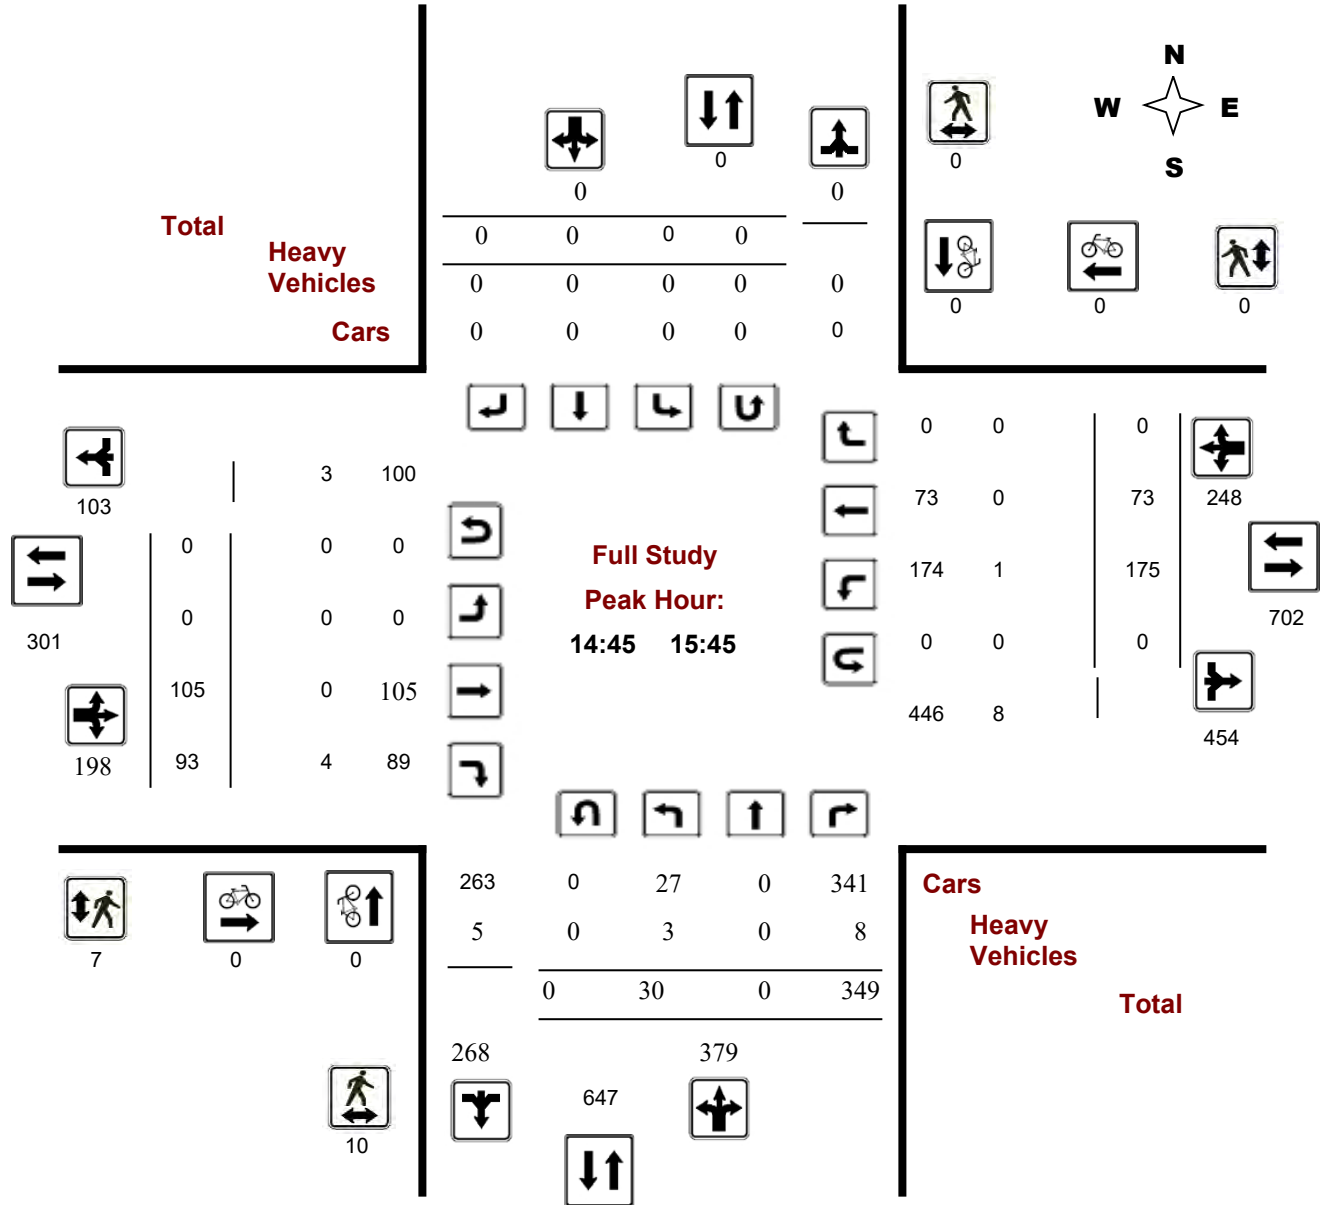 N
W E
S
0
0
0 0
Total
0 0 0 0
Heavy
Vehicles
0 0 0 0 0
0 0 0
Cars
0 0 0 0 0
0 0 0
3 100
103
73 0 73 248
0 0 0
Full Study
174 1 175
Peak Hour:
702
0 0 0
301
14:45 15:45
0 0 0
105 0 105
446 8
454
198 93 4 89
263 0 27 0 341
Cars
5 0 3 0 8
Heavy
Vehicles
7 0 0
0 30 0 349
Total
268 379
647
10